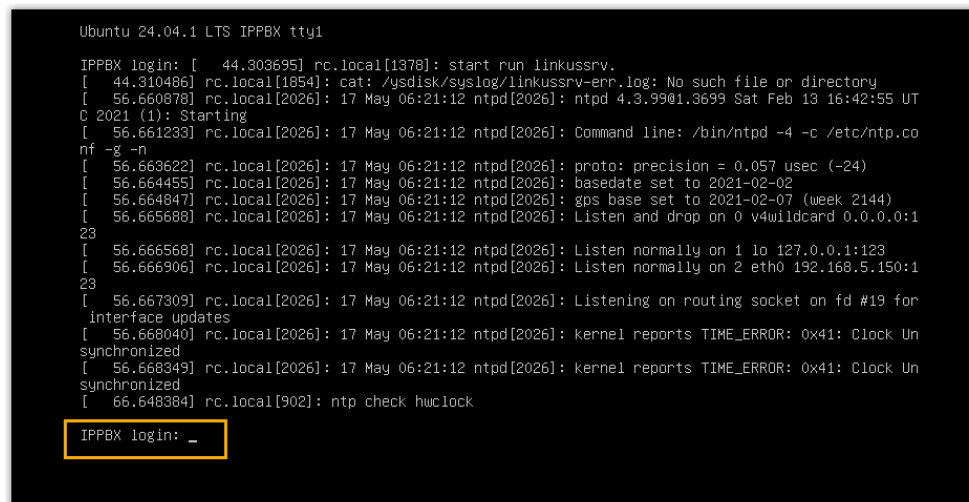 Ubuntu 24.04.1 LTS IPPBX tty1
IPPBX login: [   44.303695] rc.local[1378]: start run linkussrv.
[   44.310486] rc.local[1854]: cat: /ysdisk/syslog/linkussrv-err.log: No such file or directory
[   56.660878] rc.local[2026]: 17 May 06:21:12 ntpd[2026]: ntpd 4.3.99@1.3699 Sat Feb 13 16:42:55 UT
C 2021 (1): Starting
[   56.661233] rc.local[2026]: 17 May 06:21:12 ntpd[2026]: Command line: /bin/ntpd -4 -c /etc/ntp.co
nf -g -n
[   56.663622] rc.local[2026]: 17 May 06:21:12 ntpd[2026]: proto: precision = 0.057 usec (-24)
[   56.664455] rc.local[2026]: 17 May 06:21:12 ntpd[2026]: basedate set to 2021-02-02
[   56.664847] rc.local[2026]: 17 May 06:21:12 ntpd[2026]: gps base set to 2021-02-07 (week 2144)
[   56.665688] rc.local[2026]: 17 May 06:21:12 ntpd[2026]: Listen and drop on 0 v4wildcard 0.0.0.0:1
23
[   56.666568] rc.local[2026]: 17 May 06:21:12 ntpd[2026]: Listen normally on 1 lo 127.0.0.1:123
[   56.666906] rc.local[2026]: 17 May 06:21:12 ntpd[2026]: Listen normally on 2 eth0 192.168.5.150:1
23
[   56.667309] rc.local[2026]: 17 May 06:21:12 ntpd[2026]: Listening on routing socket on fd #19 for
 interface updates
[   56.668040] rc.local[2026]: 17 May 06:21:12 ntpd[2026]: kernel reports TIME_ERROR: 0x41: Clock Un
synchronized
[   56.668349] rc.local[2026]: 17 May 06:21:12 ntpd[2026]: kernel reports TIME_ERROR: 0x41: Clock Un
synchronized
[   66.648384] rc.local[902]: ntp check hwclock
IPPBX login: _